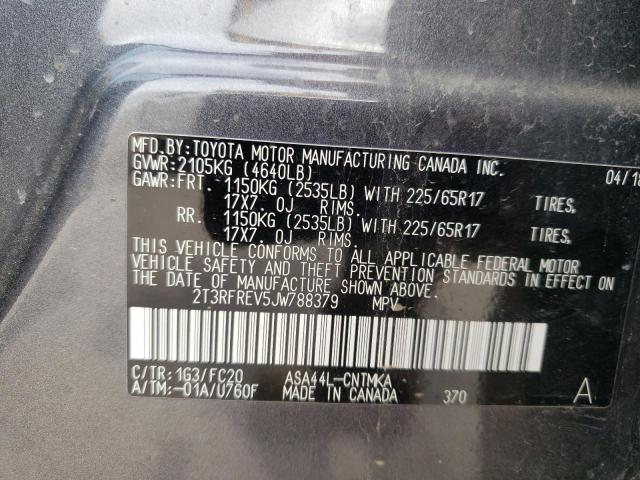 MFD.BY:TOYOTA MOTOR MANUFACTURING CANADA INC. 04/18
GVWR:2105KG (4640LB)
GAWR:FRT. 1150KG (2535LB) WITH 225/65R17 TIRES,
17X7.0J RIMS.
RR. 1150KG (2535LB) WITH 225/65R17 TIRES,
17X7.0J RIMS.
THIS VEHICLE CONFORMS TO ALL APPLICABLE FEDERAL MOTOR
VEHICLE SAFETY AND THEFT PREVENTION STANDARDS IN EFFECT ON
THE DATE OF MANUFACTURE SHOWN ABOVE.
2T3RFREV5JW788379 MPV
C/TR:1G3/FC20 ASA44L-CNTMKA
A/TM:-01A/U760F MADE IN CANADA 370 A